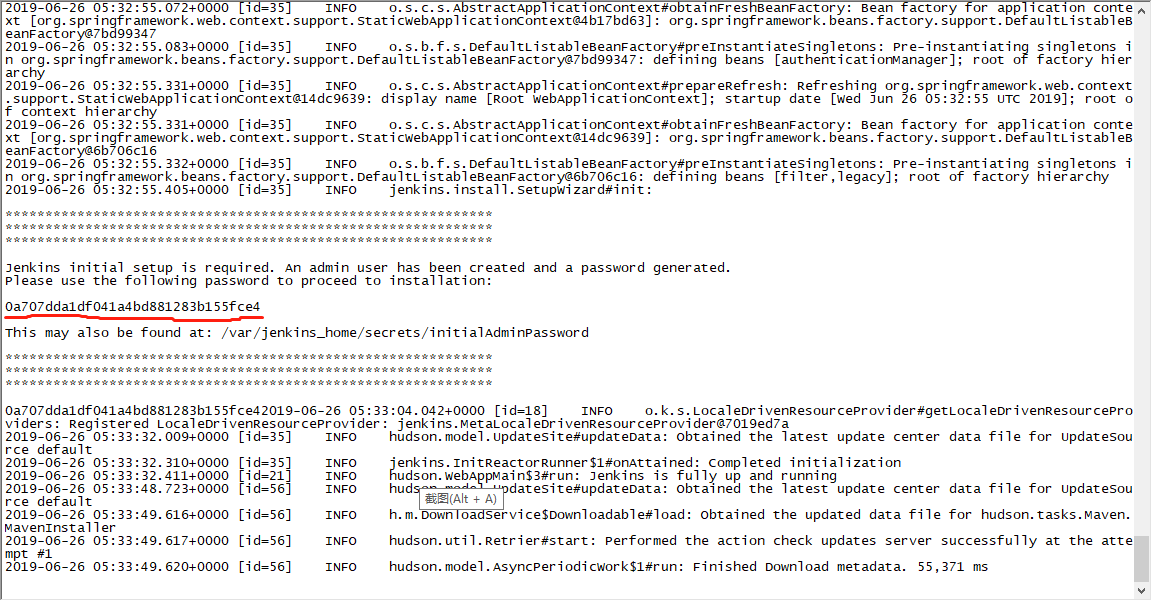 2019-06-26 05:32:55.072+0000 [id=35]    INFO    o.s.c.s.AbstractApplicationContext#obtainFreshBeanFactory: Bean factory for application conte
xt [org.springframework.web.context.support.StaticWebApplicationContext@4b17bd63]: org.springframework.beans.factory.support.DefaultListableB
eanFactory@7bd99347
2019-06-26 05:32:55.083+0000 [id=35]    INFO    o.s.b.f.s.DefaultListableBeanFactory#preInstantiateSingletons: Pre-instantiating singletons i
n org.springframework.beans.factory.support.DefaultListableBeanFactory@7bd99347: defining beans [authenticationManager]; root of factory hier
archy
2019-06-26 05:32:55.331+0000 [id=35]    INFO    o.s.c.s.AbstractApplicationContext#prepareRefresh: Refreshing org.springframework.web.context
.support.StaticWebApplicationContext@14dc9639: display name [Root WebApplicationContext]; startup date [Wed Jun 26 05:32:55 UTC 2019]; root o
f context hierarchy
2019-06-26 05:32:55.331+0000 [id=35]    INFO    o.s.c.s.AbstractApplicationContext#obtainFreshBeanFactory: Bean factory for application conte
xt [org.springframework.web.context.support.StaticWebApplicationContext@14dc9639]: org.springframework.beans.factory.support.DefaultListableB
eanFactory@6b706c16
2019-06-26 05:32:55.332+0000 [id=35]    INFO    o.s.b.f.s.DefaultListableBeanFactory#preInstantiateSingletons: Pre-instantiating singletons i
n org.springframework.beans.factory.support.DefaultListableBeanFactory@6b706c16: defining beans [filter,legacy]; root of factory hierarchy
2019-06-26 05:32:55.405+0000 [id=35]    INFO    jenkins.install.SetupWizard#init:
*************************************************************
*************************************************************
*************************************************************
Jenkins initial setup is required. An admin user has been created and a password generated.
Please use the following password to proceed to installation:
0a707dda1df041a4bd881283b155fce4
This may also be found at: /var/jenkins_home/secrets/initialAdminPassword
*************************************************************
*************************************************************
*************************************************************
0a707dda1df041a4bd881283b155fce42019-06-26 05:33:04.042+0000 [id=18]    INFO    o.k.s.LocaleDrivenResourceProvider#getLocaleDrivenResourcePro
viders: Registered LocaleDrivenResourceProvider: jenkins.MetaLocaleDrivenResourceProvider@7019ed7a
2019-06-26 05:33:32.009+0000 [id=35]    INFO    hudson.model.UpdateSite#updateData: Obtained the latest update center data file for UpdateSou
rce default
2019-06-26 05:33:32.310+0000 [id=35]    INFO    jenkins.InitReactorRunner$1#onAttained: Completed initialization
2019-06-26 05:33:32.411+0000 [id=21]    INFO    hudson.WebAppMain$3#run: Jenkins is fully up and running
2019-06-26 05:33:48.723+0000 [id=56]    INFO    hudson.model.UpdateSite#updateData: Obtained the latest update center data file for UpdateSou
截图(Alt + A)
rce default
2019-06-26 05:33:49.616+0000 [id=56]    INFO    h.m.DownloadService$Downloadable#load: Obtained the updated data file for hudson.tasks.Maven.
MavenInstaller
2019-06-26 05:33:49.617+0000 [id=56]    INFO    hudson.util.Retrier#start: Performed the action check updates server successfully at the atte
mpt #1
2019-06-26 05:33:49.620+0000 [id=56]    INFO    hudson.model.AsyncPeriodicWork$1#run: Finished Download metadata. 55,371 ms